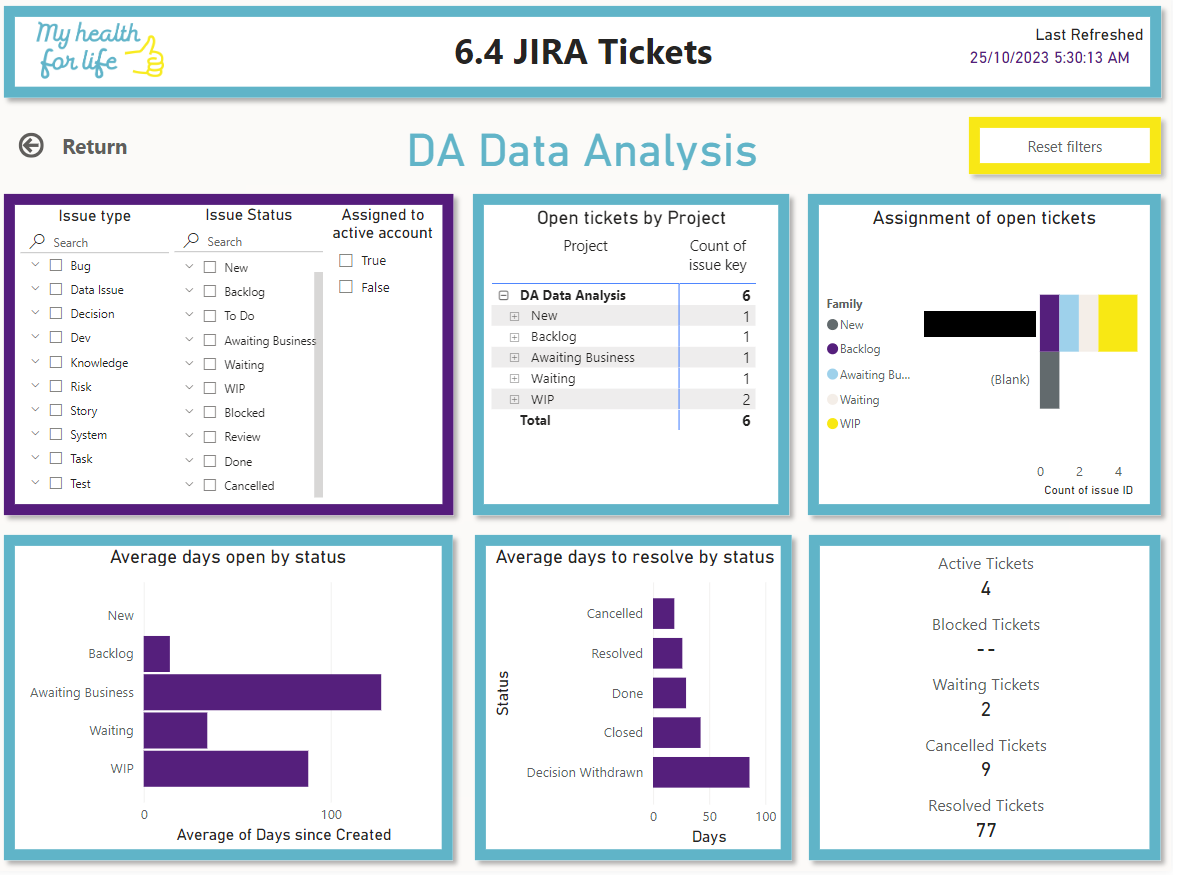 My health
for life
6.4 JIRA Tickets
Last Refreshed
25/10/2023 5:30:13 AM
Return
DA Data Analysis
Reset filters
Issue type
Search
Bug
Data Issue
Decision
Dev
Knowledge
Risk
Story
System
Task
Test
Issue Status
Search
New
Backlog
To Do
Awaiting Business
Waiting
WIP
Blocked
Review
Done
Cancelled
Assigned to
active account
True
False
Open tickets by Project
Project Count of
issue key
DA Data Analysis 6
New 1
Backlog 1
Awaiting Business 1
Waiting 1
WIP 2
Total 6
Assignment of open tickets
Family
New
Backlog
Awaiting Bu...
Waiting
WIP
(Blank)
0 2 4
Count of issue ID
Average days open by status
New
Backlog
Awaiting Business
Waiting
WIP
0 100
Average of Days since Created
Average days to resolve by status
Status
Cancelled
Resolved
Done
Closed
Decision Withdrawn
0 50 100
Days
Active Tickets
4
Blocked Tickets
--
Waiting Tickets
2
Cancelled Tickets
9
Resolved Tickets
77